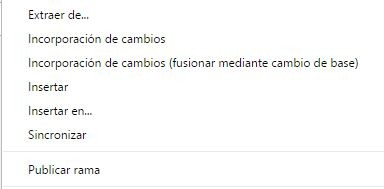 Extraer de...
Incorporación de cambios
Incorporación de cambios (fusionar mediante cambio de base)
Insertar
Insertar en...
Sincronizar
Publicar rama